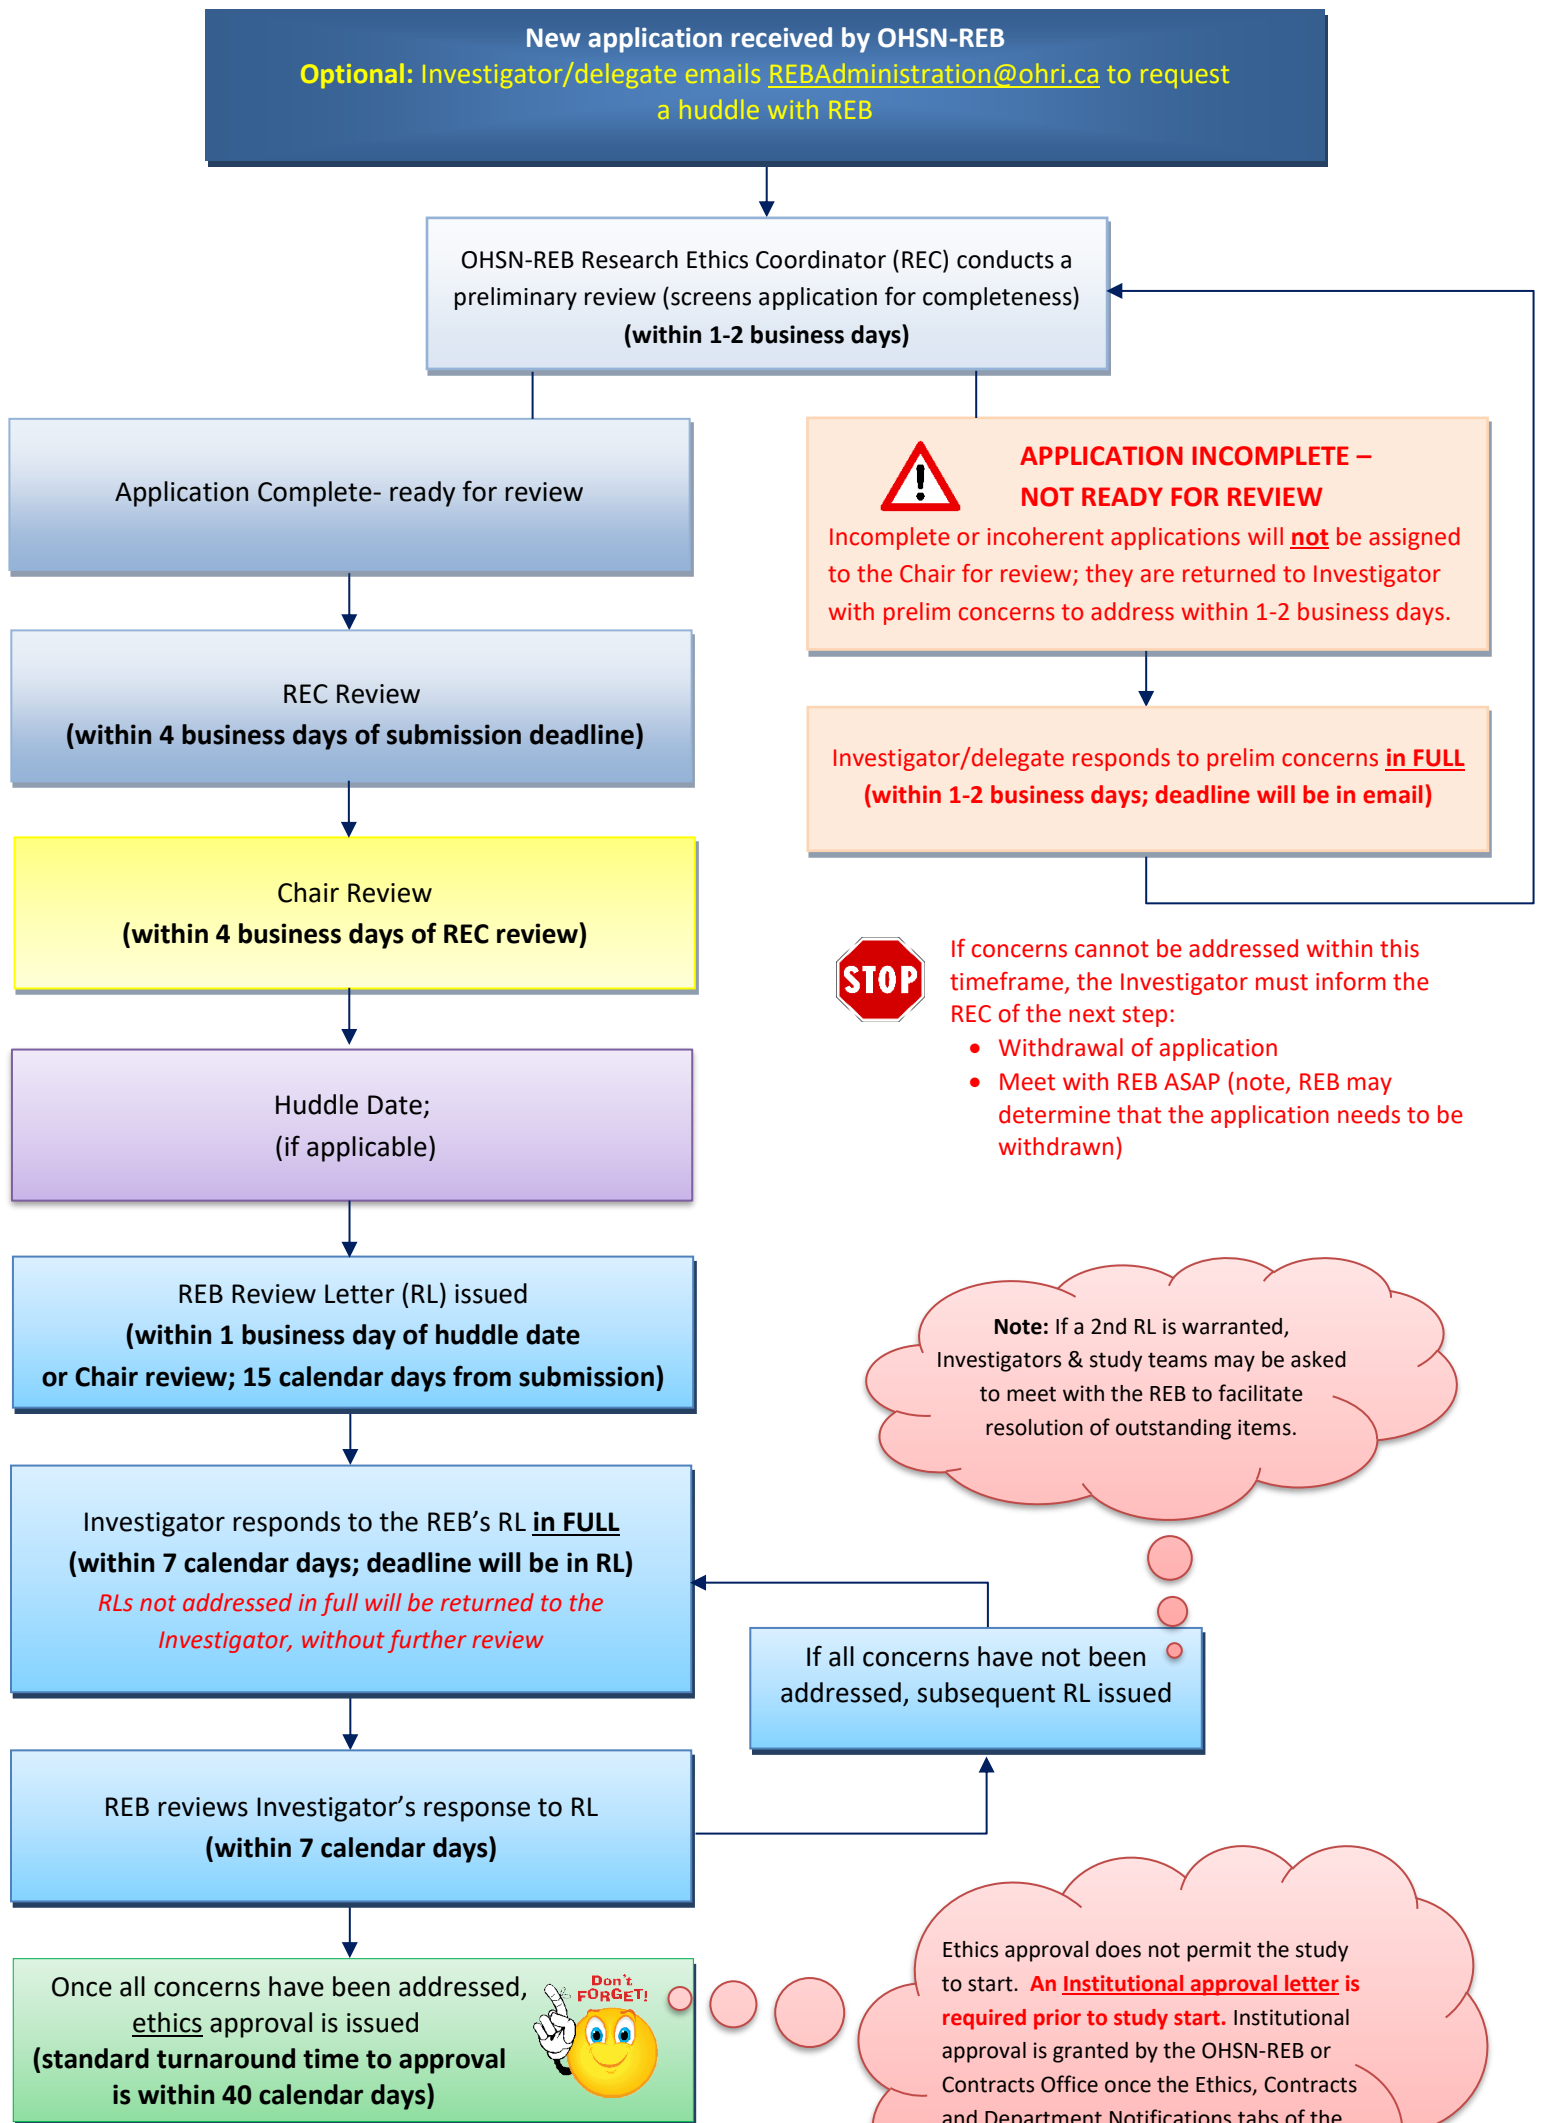 New application received by OHSN-REB
Optional: Investigator/delegate emails REBAdministration@ohri.ca to request
a huddle with REB
OHSN-REB Research Ethics Coordinator (REC) conducts a
preliminary review (screens application for completeness)
(within 1-2 business days)
Application Complete- ready for review
APPLICATION INCOMPLETE –
NOT READY FOR REVIEW
Incomplete or incoherent applications will not be assigned
to the Chair for review; they are returned to Investigator
with prelim concerns to address within 1-2 business days.
REC Review
(within 4 business days of submission deadline)
Investigator/delegate responds to prelim concerns in FULL
(within 1-2 business days; deadline will be in email)
Chair Review
(within 4 business days of REC review)
STOP
If concerns cannot be addressed within this
timeframe, the Investigator must inform the
REC of the next step:
• Withdrawal of application
• Meet with REB ASAP (note, REB may
determine that the application needs to be
withdrawn)
Huddle Date;
(if applicable)
REB Review Letter (RL) issued
(within 1 business day of huddle date
or Chair review; 15 calendar days from submission)
Note: If a 2nd RL is warranted,
Investigators & study teams may be asked
to meet with the REB to facilitate
resolution of outstanding items.
Investigator responds to the REB’s RL in FULL
(within 7 calendar days; deadline will be in RL)
RLs not addressed in full will be returned to the
Investigator, without further review
If all concerns have not been
addressed, subsequent RL issued
REB reviews Investigator’s response to RL
(within 7 calendar days)
Once all concerns have been addressed,
ethics approval is issued
(standard turnaround time to approval
is within 40 calendar days)
Don't
FORGET!
Ethics approval does not permit the study
to start. An Institutional approval letter is
required prior to study start. Institutional
approval is granted by the OHSN-REB or
Contracts Office once the Ethics, Contracts
and Department Notifications tabs of the